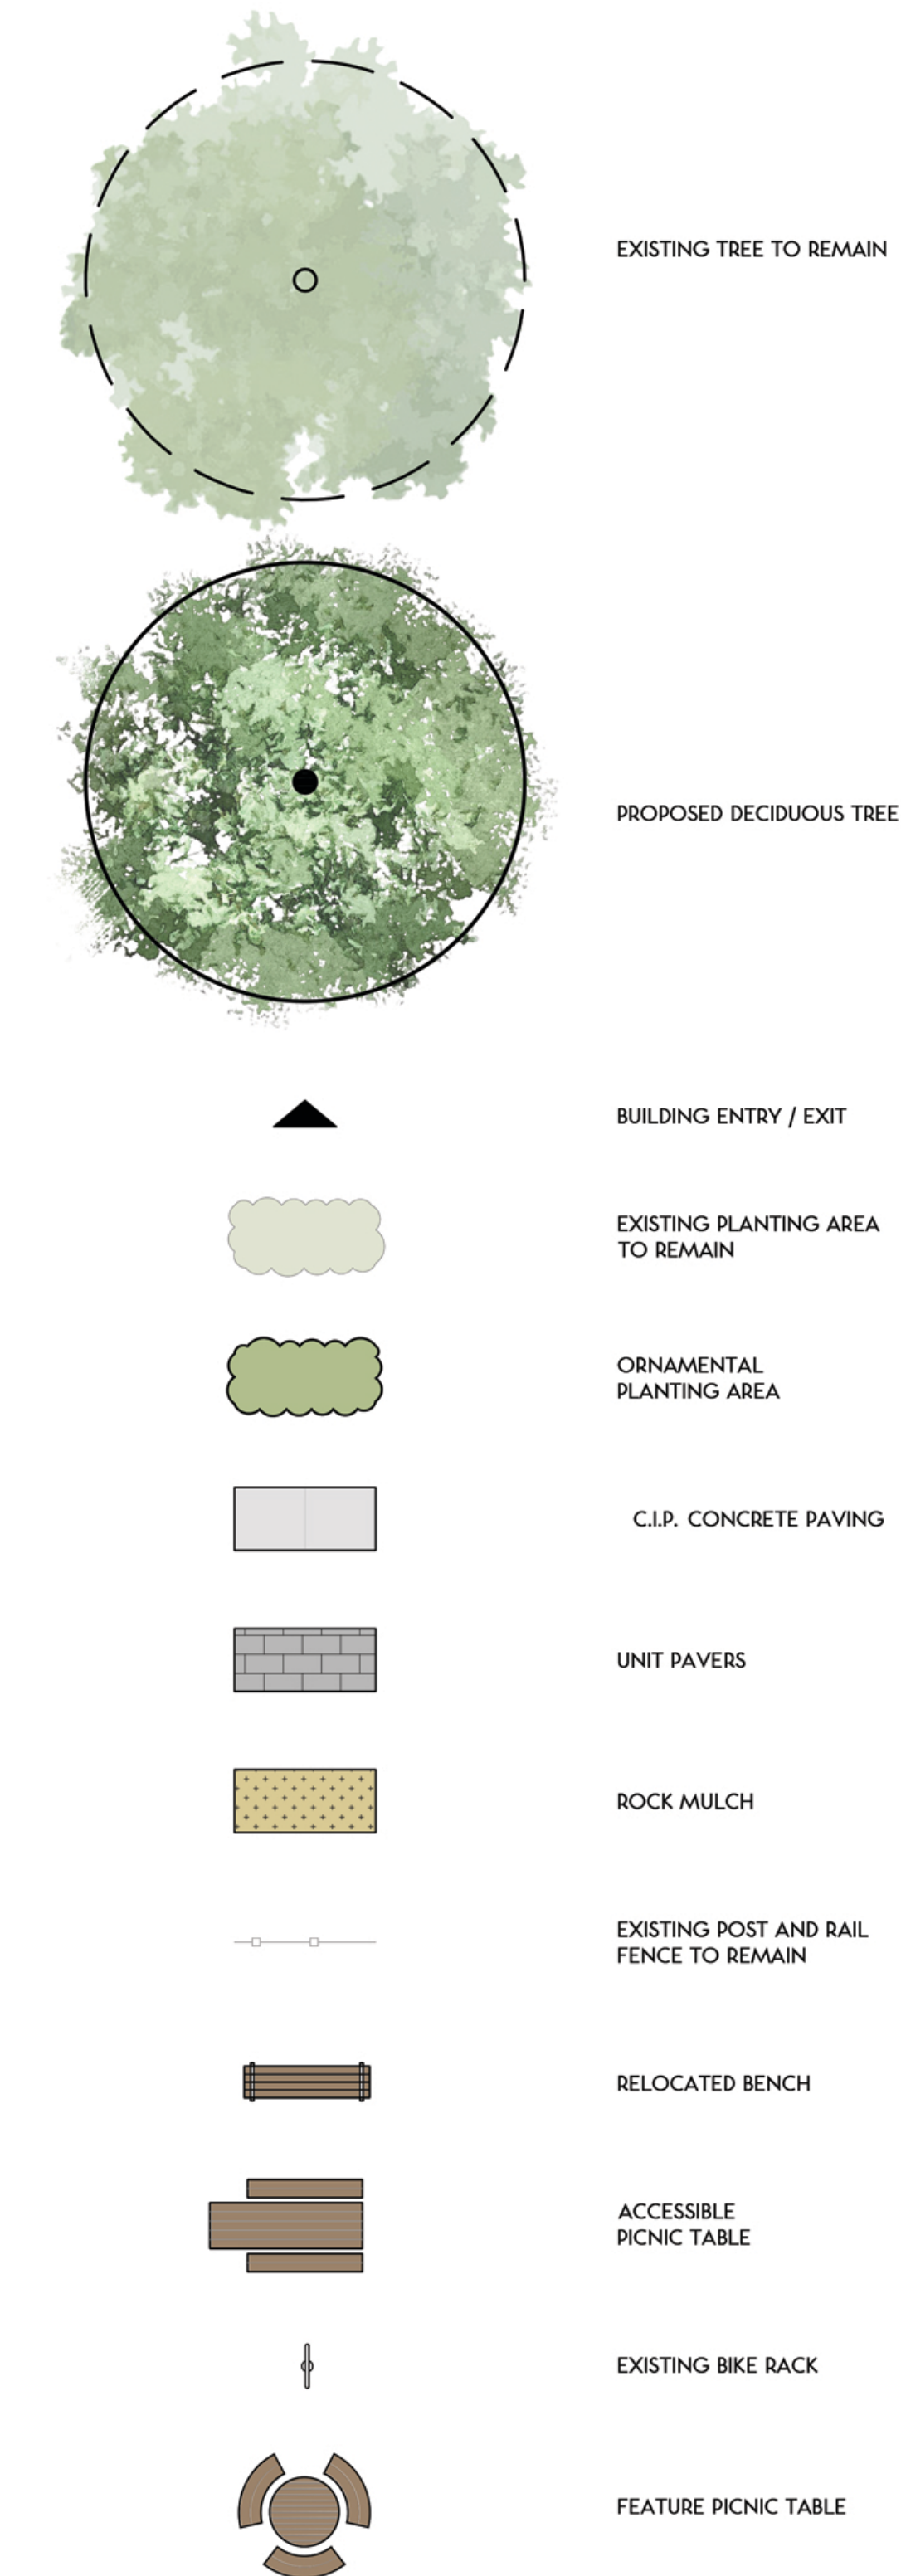 EXISTING TREE TO REMAIN
PROPOSED DECIDUOUS TREE
BUILDING ENTRY / EXIT
EXISTING PLANTING AREA
TO REMAIN
ORNAMENTAL
PLANTING AREA
C.I.P. CONCRETE PAVING
UNIT PAVERS
ROCK MULCH
EXISTING POST AND RAIL
FENCE TO REMAIN
RELOCATED BENCH
ACCESSIBLE
PICNIC TABLE
EXISTING BIKE RACK
FEATURE PICNIC TABLE